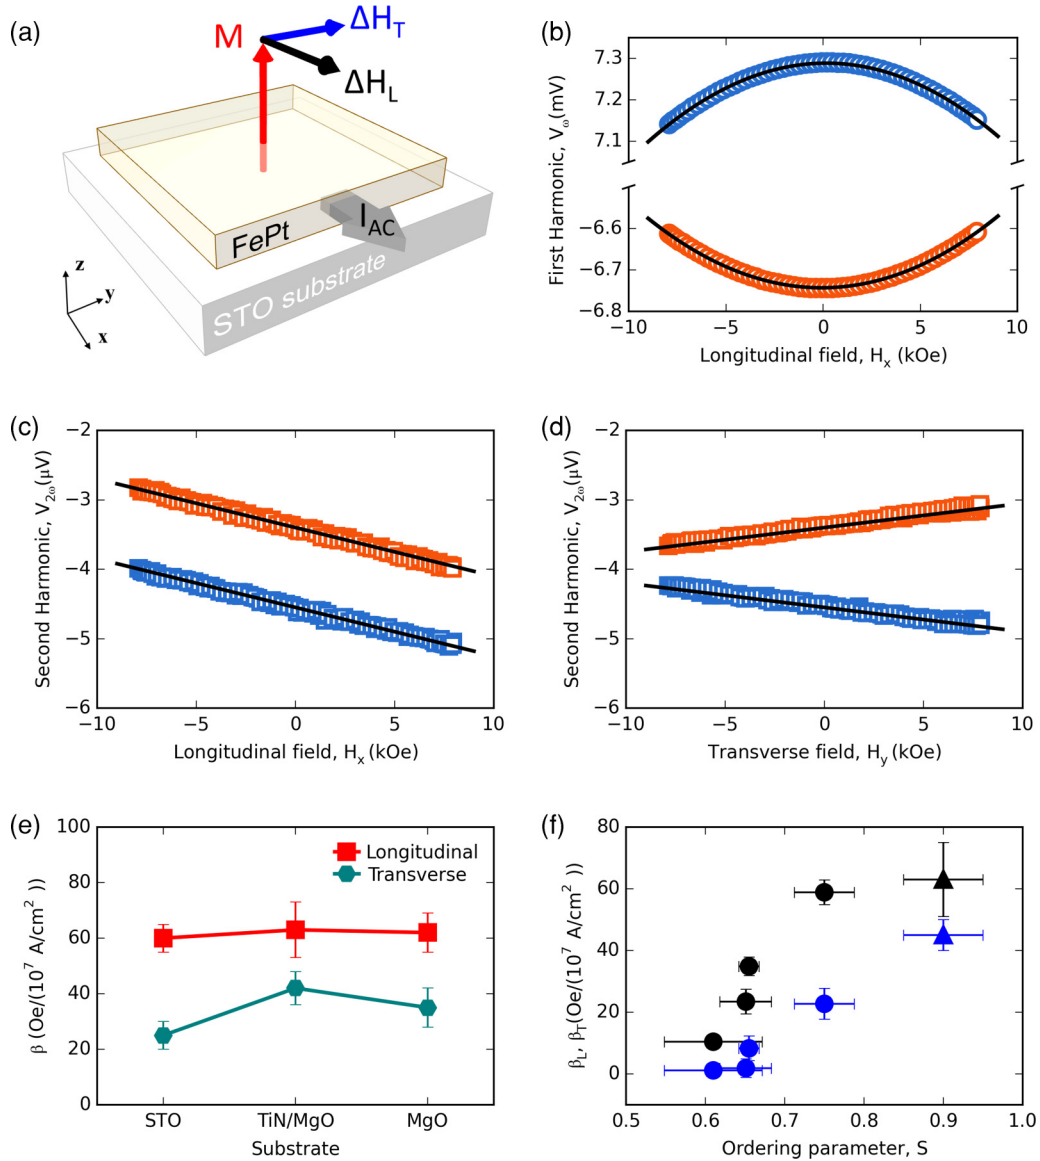 (a)
M
ΔH_T
ΔH_L
FePt
I_AC
STO substrate
z
y
x
(b)
First Harmonic, V_ω(mV)
7.3
7.2
7.1
−6.6
−6.7
−6.8
−10
−5
0
5
10
Longitudinal field, H_x (kOe)
(c)
Second Harmonic, V_2ω(μV)
−2
−3
−4
−5
−6
−10
−5
0
5
10
Longitudinal field, H_x (kOe)
(d)
Second Harmonic, V_2ω(μV)
−2
−3
−4
−5
−6
−10
−5
0
5
10
Transverse field, H_y (kOe)
(e)
β (Oe/(10^7 A/cm^2 ))
100
80
60
40
20
0
Longitudinal
Transverse
STO
TiN/MgO
MgO
Substrate
(f)
β_L, β_T(Oe/(10^7 A/cm^2 ))
80
60
40
20
0
0.5
0.6
0.7
0.8
0.9
1.0
Ordering parameter, S